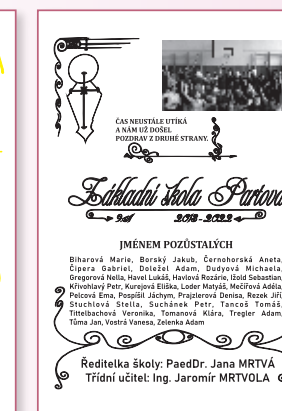 ČAS NEUSTÁLE UTÍKÁ
A NÁM UŽ DOŠEL
POZDRAV Z DRUHÉ STRANY.
Základní škola Partova
9.A 2013-2022
JMÉNEM POZŮSTALÝCH
Biharová Marie, Borský Jakub, Černohorská Aneta,
Čipera Gabriel, Doležel Adam, Dudyová Michaela,
Gregorová Nella, Havel Lukáš, Havlová Rozárie, Ižold Sebastian,
Křivohlavý Petr, Kurejová Eliška, Loder Matyáš, Mečířová Adéla,
Pelcová Ema, Pospíšil Jáchym, Prajzlerová Denisa, Rezek Jiří,
Stuchlová Stella, Suchánek Petr, Tancoš Tomáš,
Tittelbachová Veronika, Tomanová Klára, Tregler Adam,
Tůma Jan, Vostrá Vanesa, Zelenka Adam
Ředitelka školy: PaedDr. Jana MRTVÁ
Třídní učitel: Ing. Jaromír MRTVOLA